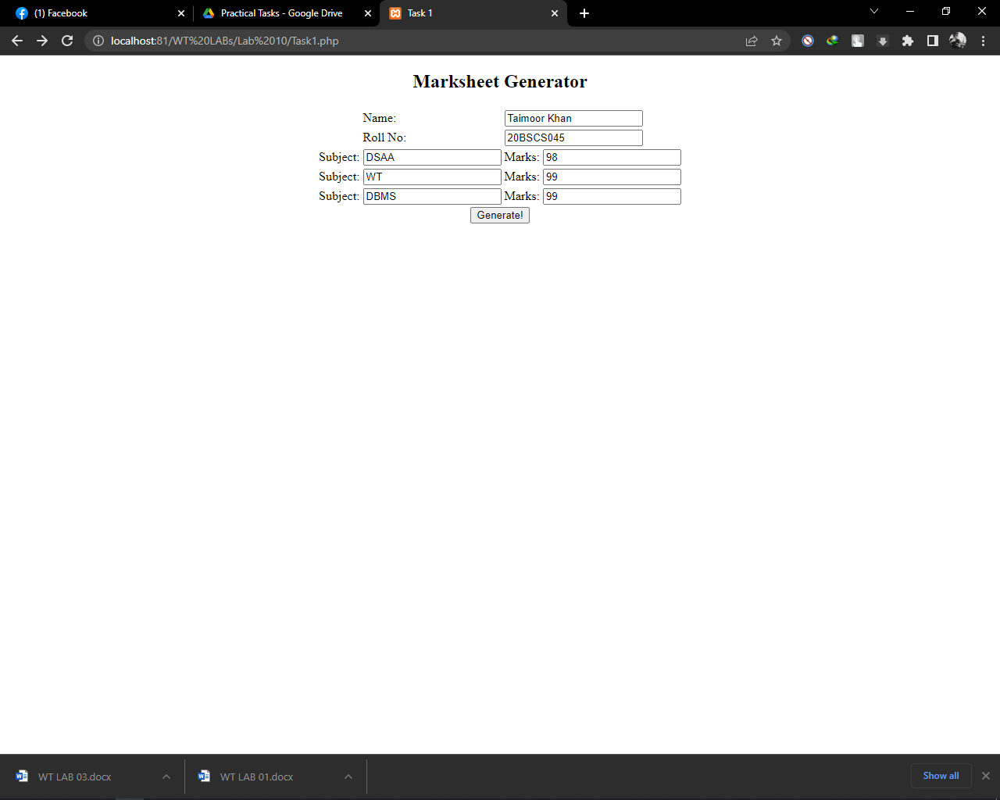 (1) Facebook
Practical Tasks - Google Drive
Task 1
localhost:81/WT%20LABs/Lab%2010/Task1.php
Marksheet Generator
Name: Taimoor Khan
Roll No: 20BSCS045
Subject: DSAA Marks: 98
Subject: WT Marks: 99
Subject: DBMS Marks: 99
Generate!
WT LAB 03.docx
WT LAB 01.docx
Show all